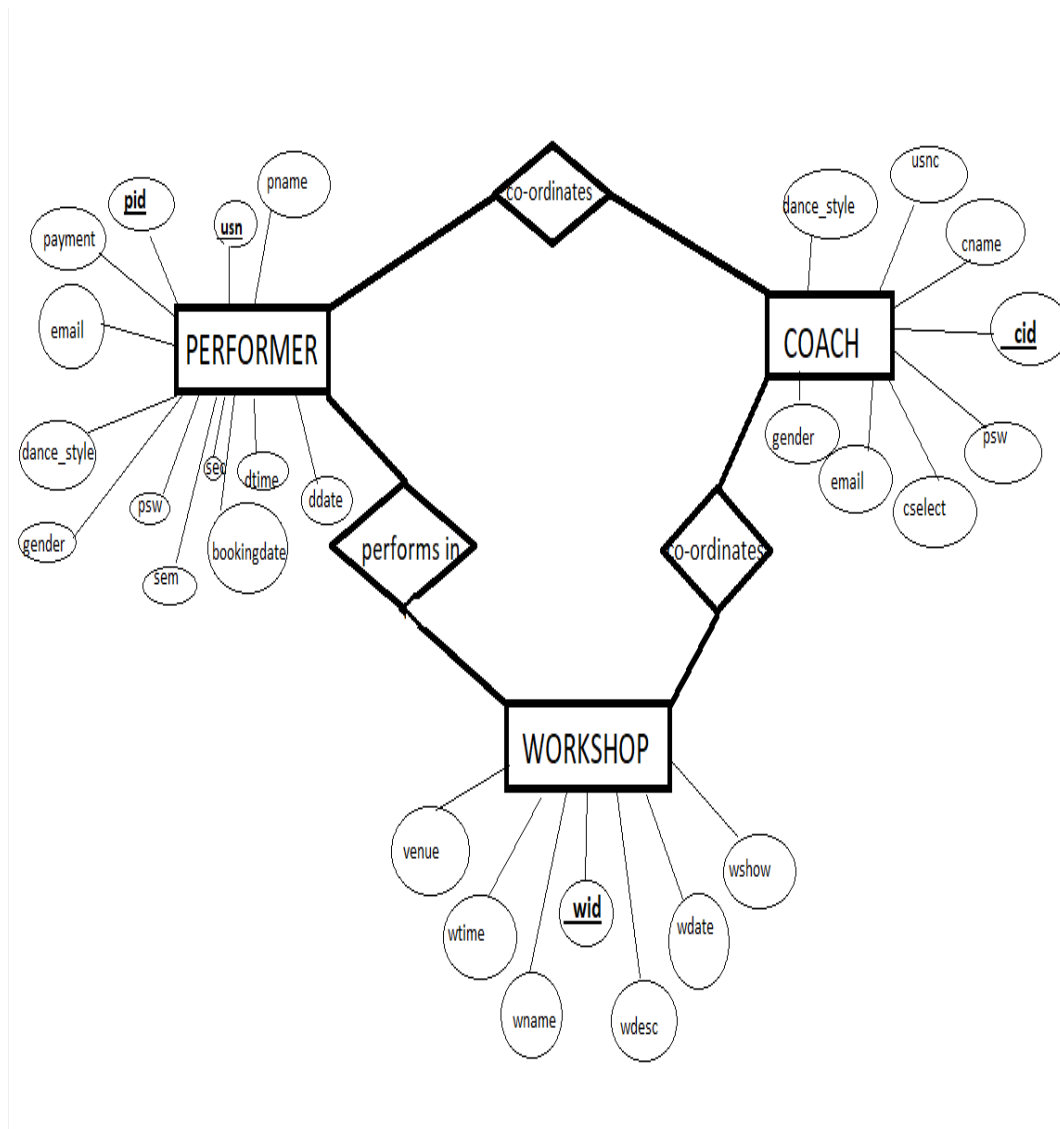 co-ordinates
usnc
dance_style
pname
pid
usn
payment
cname
email
PERFORMER
COACH
cid
dance_style
gender
psw
sec
dtime
ddate
email
psw
cselect
gender
bookingdate
sem
performs in
co-ordinates
WORKSHOP
venue
wshow
wtime
wid
wdate
wname
wdesc